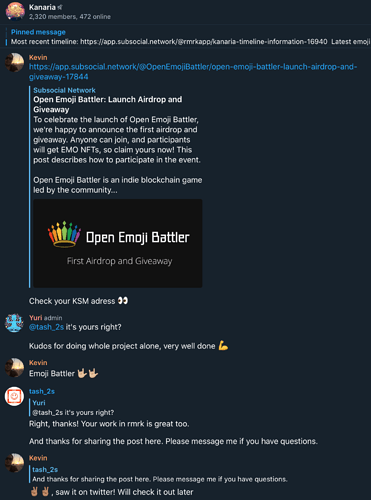 Kanaria
2,320 members, 472 online
Pinned message
Most recent timeline: https://app.subsocial.network/@rmrkapp/kanaria-timeline-information-16940 Latest emoji
Kevin
https://app.subsocial.network/@OpenEmojiBattler/open-emoji-battler-launch-airdrop-and-
giveaway-17844
Subsocial Network
Open Emoji Battler: Launch Airdrop and
Giveaway
To celebrate the launch of Open Emoji Battler,
we're happy to announce the first airdrop and
giveaway. Anyone can join, and participants
will get EMO NFTs, so claim yours now! This
post describes how to participate in the event.
Open Emoji Battler is an indie blockchain game
led by the community...
Open Emoji Battler
First Airdrop and Giveaway
Check your KSM adress 👀
Yuri admin
@tash_2s it's yours right?
Kudos for doing whole project alone, very well done 💪
Kevin
Emoji Battler 🤟🏻🤟🏻
tash_2s
Yuri
@tash_2s it's yours right?
Right, thanks! Your work in rmrk is great too.
And thanks for sharing the post here. Please message me if you have questions.
Kevin
tash_2s
And thanks for sharing the post here. Please message me if you have questions.
✌🏻✌🏻, saw it on twitter! Will check it out later